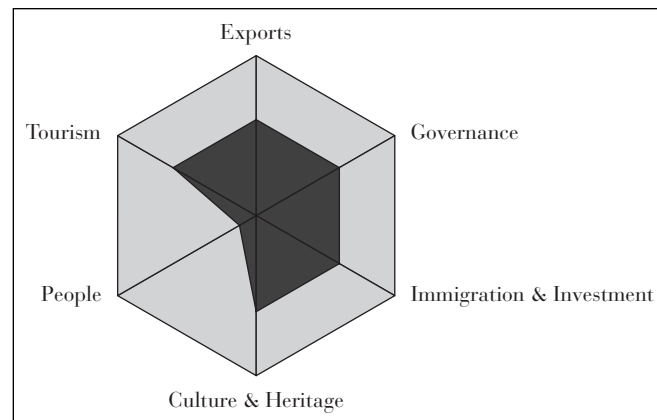 Exports
Tourism
Governance
People
Immigration & Investment
Culture & Heritage